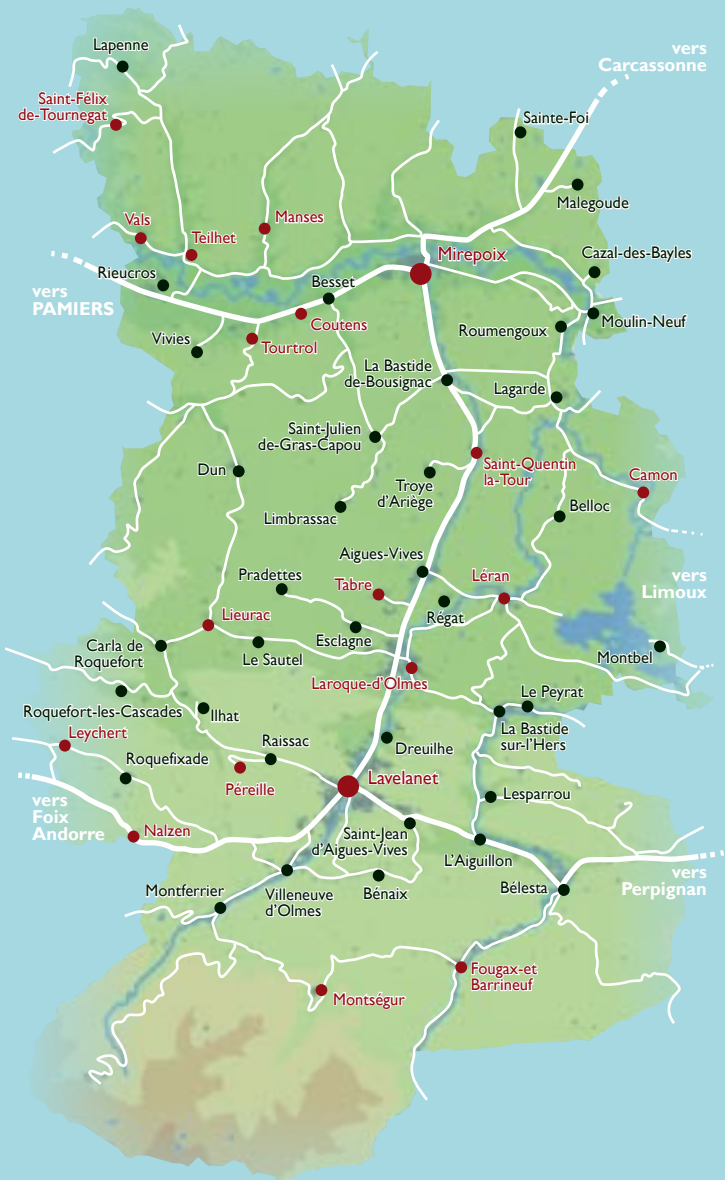 Lapenne
vers
Carcassonne
Saint-Félix
de-Tournegat
Sainte-Foi
Malegoude
Vals
Teilhet
Manses
Mirepoix
Cazal-des-Bayles
Rieucros
Besset
vers
PAMIERS
Coutens
Moulin-Neuf
Roumengoux
Vivies
Tourtrol
La Bastide
de-Bousignac
Lagarde
Saint-Julien
de-Gras-Capou
Dun
Saint-Quentin
la-Tour
Camon
Troye
d'Ariège
Limbrassac
Belloc
Aigues-Vives
Pradettes
Tabre
Léran
vers
Limoux
Régat
Lieurac
Esclagne
Carla de
Roquefort
Le Sautel
Montbel
Laroque-d'Olmes
Roquefort-les-Cascades
Ilhat
Le Peyrat
La Bastide
sur-l'Hers
Leychert
Raissac
Dreuilhe
Roquefixade
Péreille
Lavelanet
Lesparrou
vers
Foix
Andorre
Nalzen
Saint-Jean
d'Aigues-Vives
L'Aiguillon
vers
Perpignan
Montferrier
Villeneuve
d'Olmes
Bénaix
Bélesta
Fougax-et
Barrineuf
Montségur